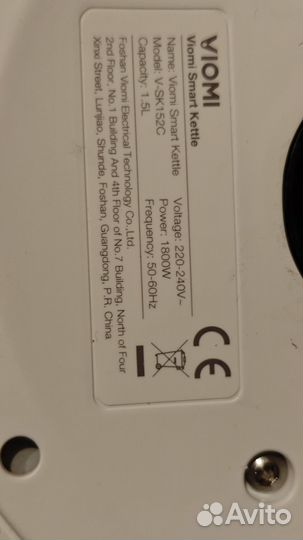 VIOMI
Viomi Smart Kettle
Name: Viomi Smart Kettle
Model: V-SK152C
Capacity: 1.5L
Voltage: 220-240V~
Power: 1800W
Frequency: 50-60Hz
Foshan Viomi Electrical Technology Co.,Ltd.
2nd Floor, No.1 Building And 4th Floor of No.7 Building, North of Four
Xinxi Street, Lunjiao, Shunde, Foshan, Guangdong, P.R. China
CE
Avito